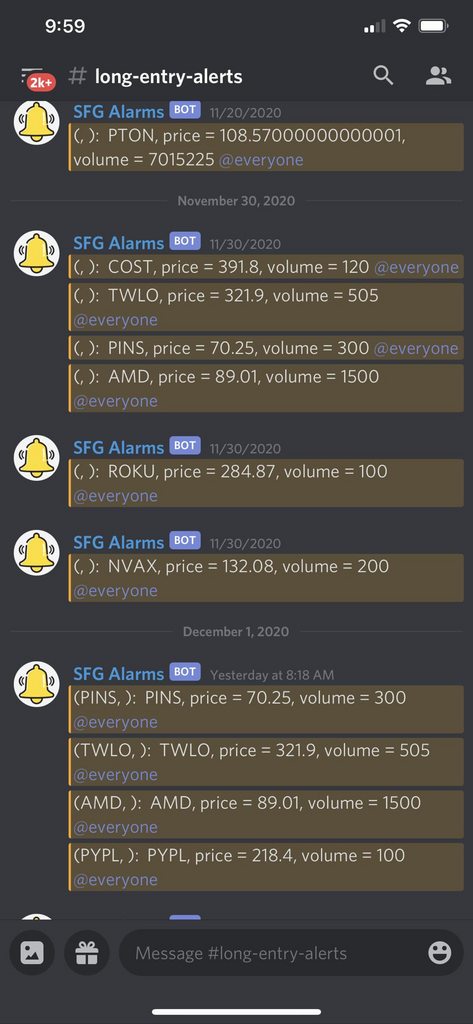 9:59
2k+
# long-entry-alerts
SFG Alarms BOT 11/20/2020
(, ): PTON, price = 108.57000000000001,
volume = 7015225 @everyone
November 30, 2020
SFG Alarms BOT 11/30/2020
(, ): COST, price = 391.8, volume = 120 @everyone
(, ): TWLO, price = 321.9, volume = 505
@everyone
(, ): PINS, price = 70.25, volume = 300 @everyone
(, ): AMD, price = 89.01, volume = 1500
@everyone
SFG Alarms BOT 11/30/2020
(, ): ROKU, price = 284.87, volume = 100
@everyone
SFG Alarms BOT 11/30/2020
(, ): NVAX, price = 132.08, volume = 200
@everyone
December 1, 2020
SFG Alarms BOT Yesterday at 8:18 AM
(PINS, ): PINS, price = 70.25, volume = 300
@everyone
(TWLO, ): TWLO, price = 321.9, volume = 505
@everyone
(AMD, ): AMD, price = 89.01, volume = 1500
@everyone
(PYPL, ): PYPL, price = 218.4, volume = 100
@everyone
Message #long-entry-alerts